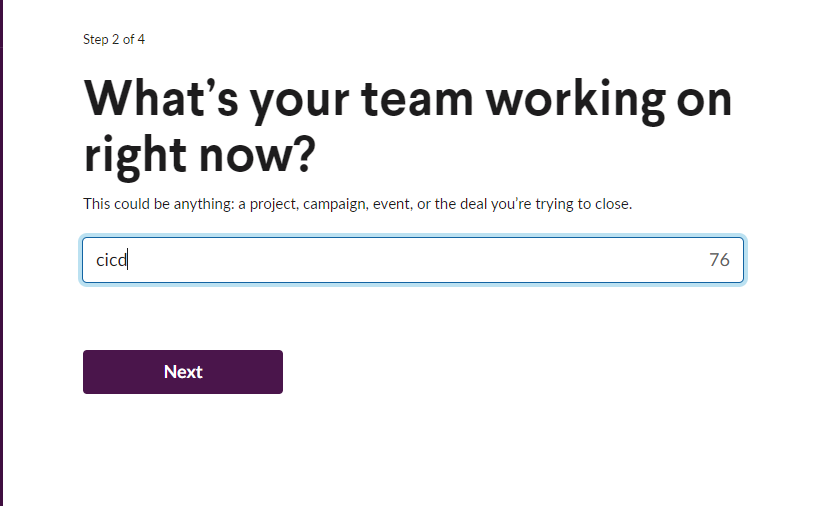 Step 2 of 4
What’s your team working on
right now?
This could be anything: a project, campaign, event, or the deal you’re trying to close.
cicd 76
Next